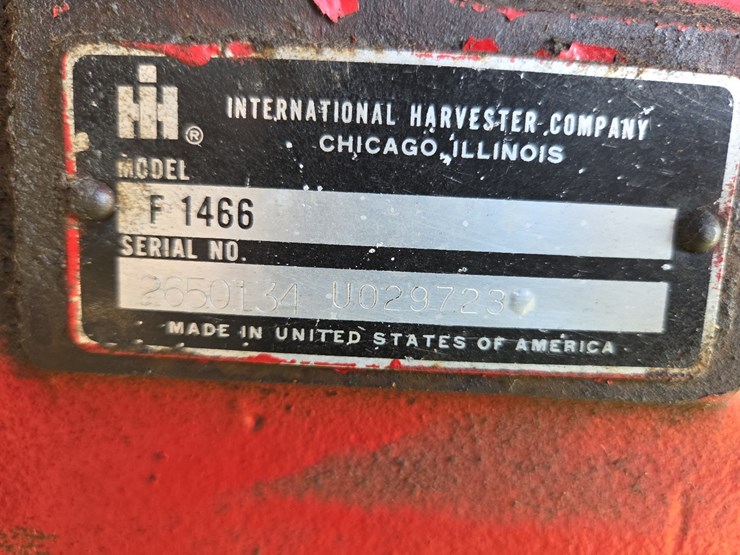 IH ®
INTERNATIONAL HARVESTER COMPANY
CHICAGO, ILLINOIS
MODEL
F 1466
SERIAL NO.
2650134 U029723
MADE IN UNITED STATES OF AMERICA